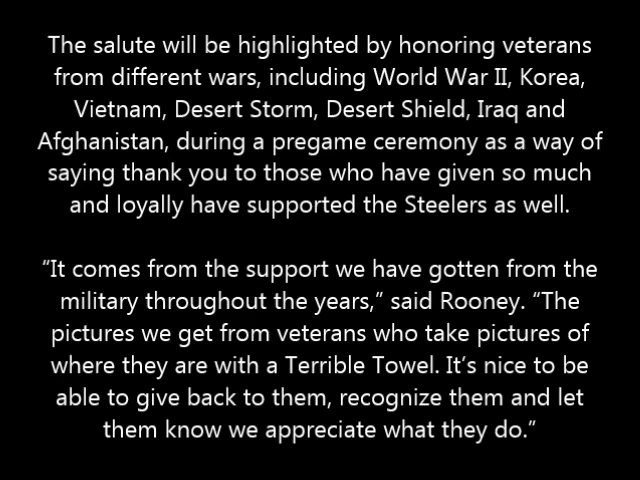 The salute will be highlighted by honoring veterans
from different wars, including World War II, Korea,
Vietnam, Desert Storm, Desert Shield, Iraq and
Afghanistan, during a pregame ceremony as a way of
saying thank you to those who have given so much
and loyally have supported the Steelers as well.
“It comes from the support we have gotten from the
military throughout the years,” said Rooney. “The
pictures we get from veterans who take pictures of
where they are with a Terrible Towel. It’s nice to be
able to give back to them, recognize them and let
them know we appreciate what they do.”